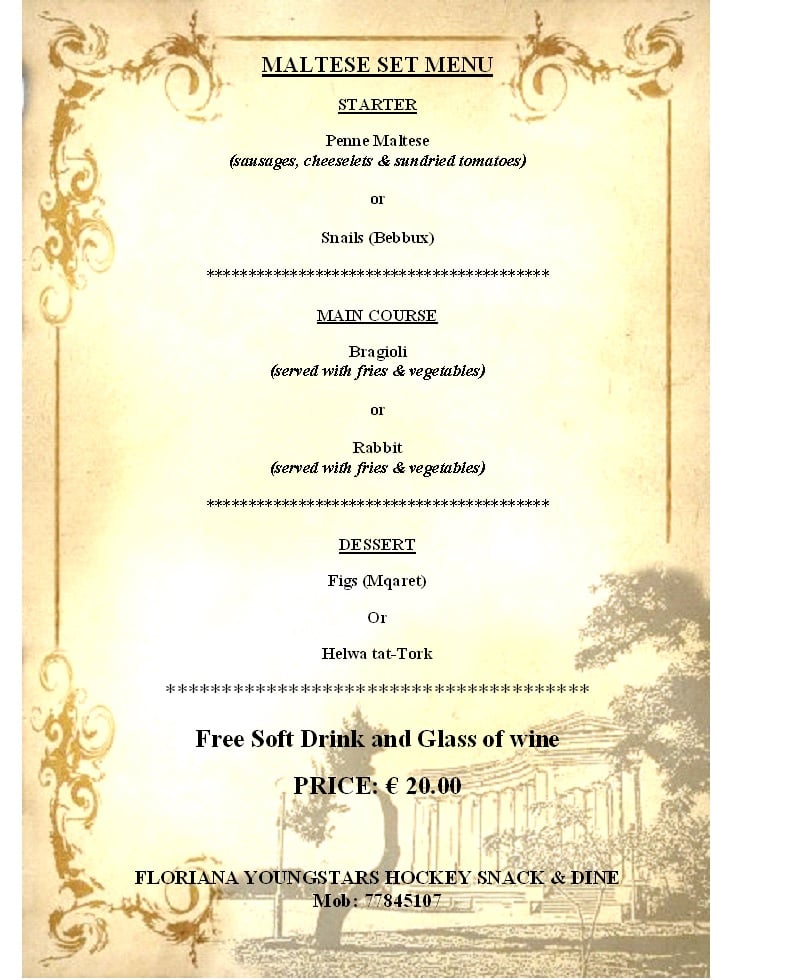 MALTESE SET MENU
STARTER
Penne Maltese
(sausages, cheeselets & sundried tomatoes)
or
Snails (Bebbux)
*****************************************
MAIN COURSE
Bragioli
(served with fries & vegetables)
or
Rabbit
(served with fries & vegetables)
*****************************************
DESSERT
Figs (Mqaret)
Or
Helwa tat-Tork
**************************************
Free Soft Drink and Glass of wine
PRICE: € 20.00
FLORIANA YOUNGSTARS HOCKEY SNACK & DINE
Mob: 77845107